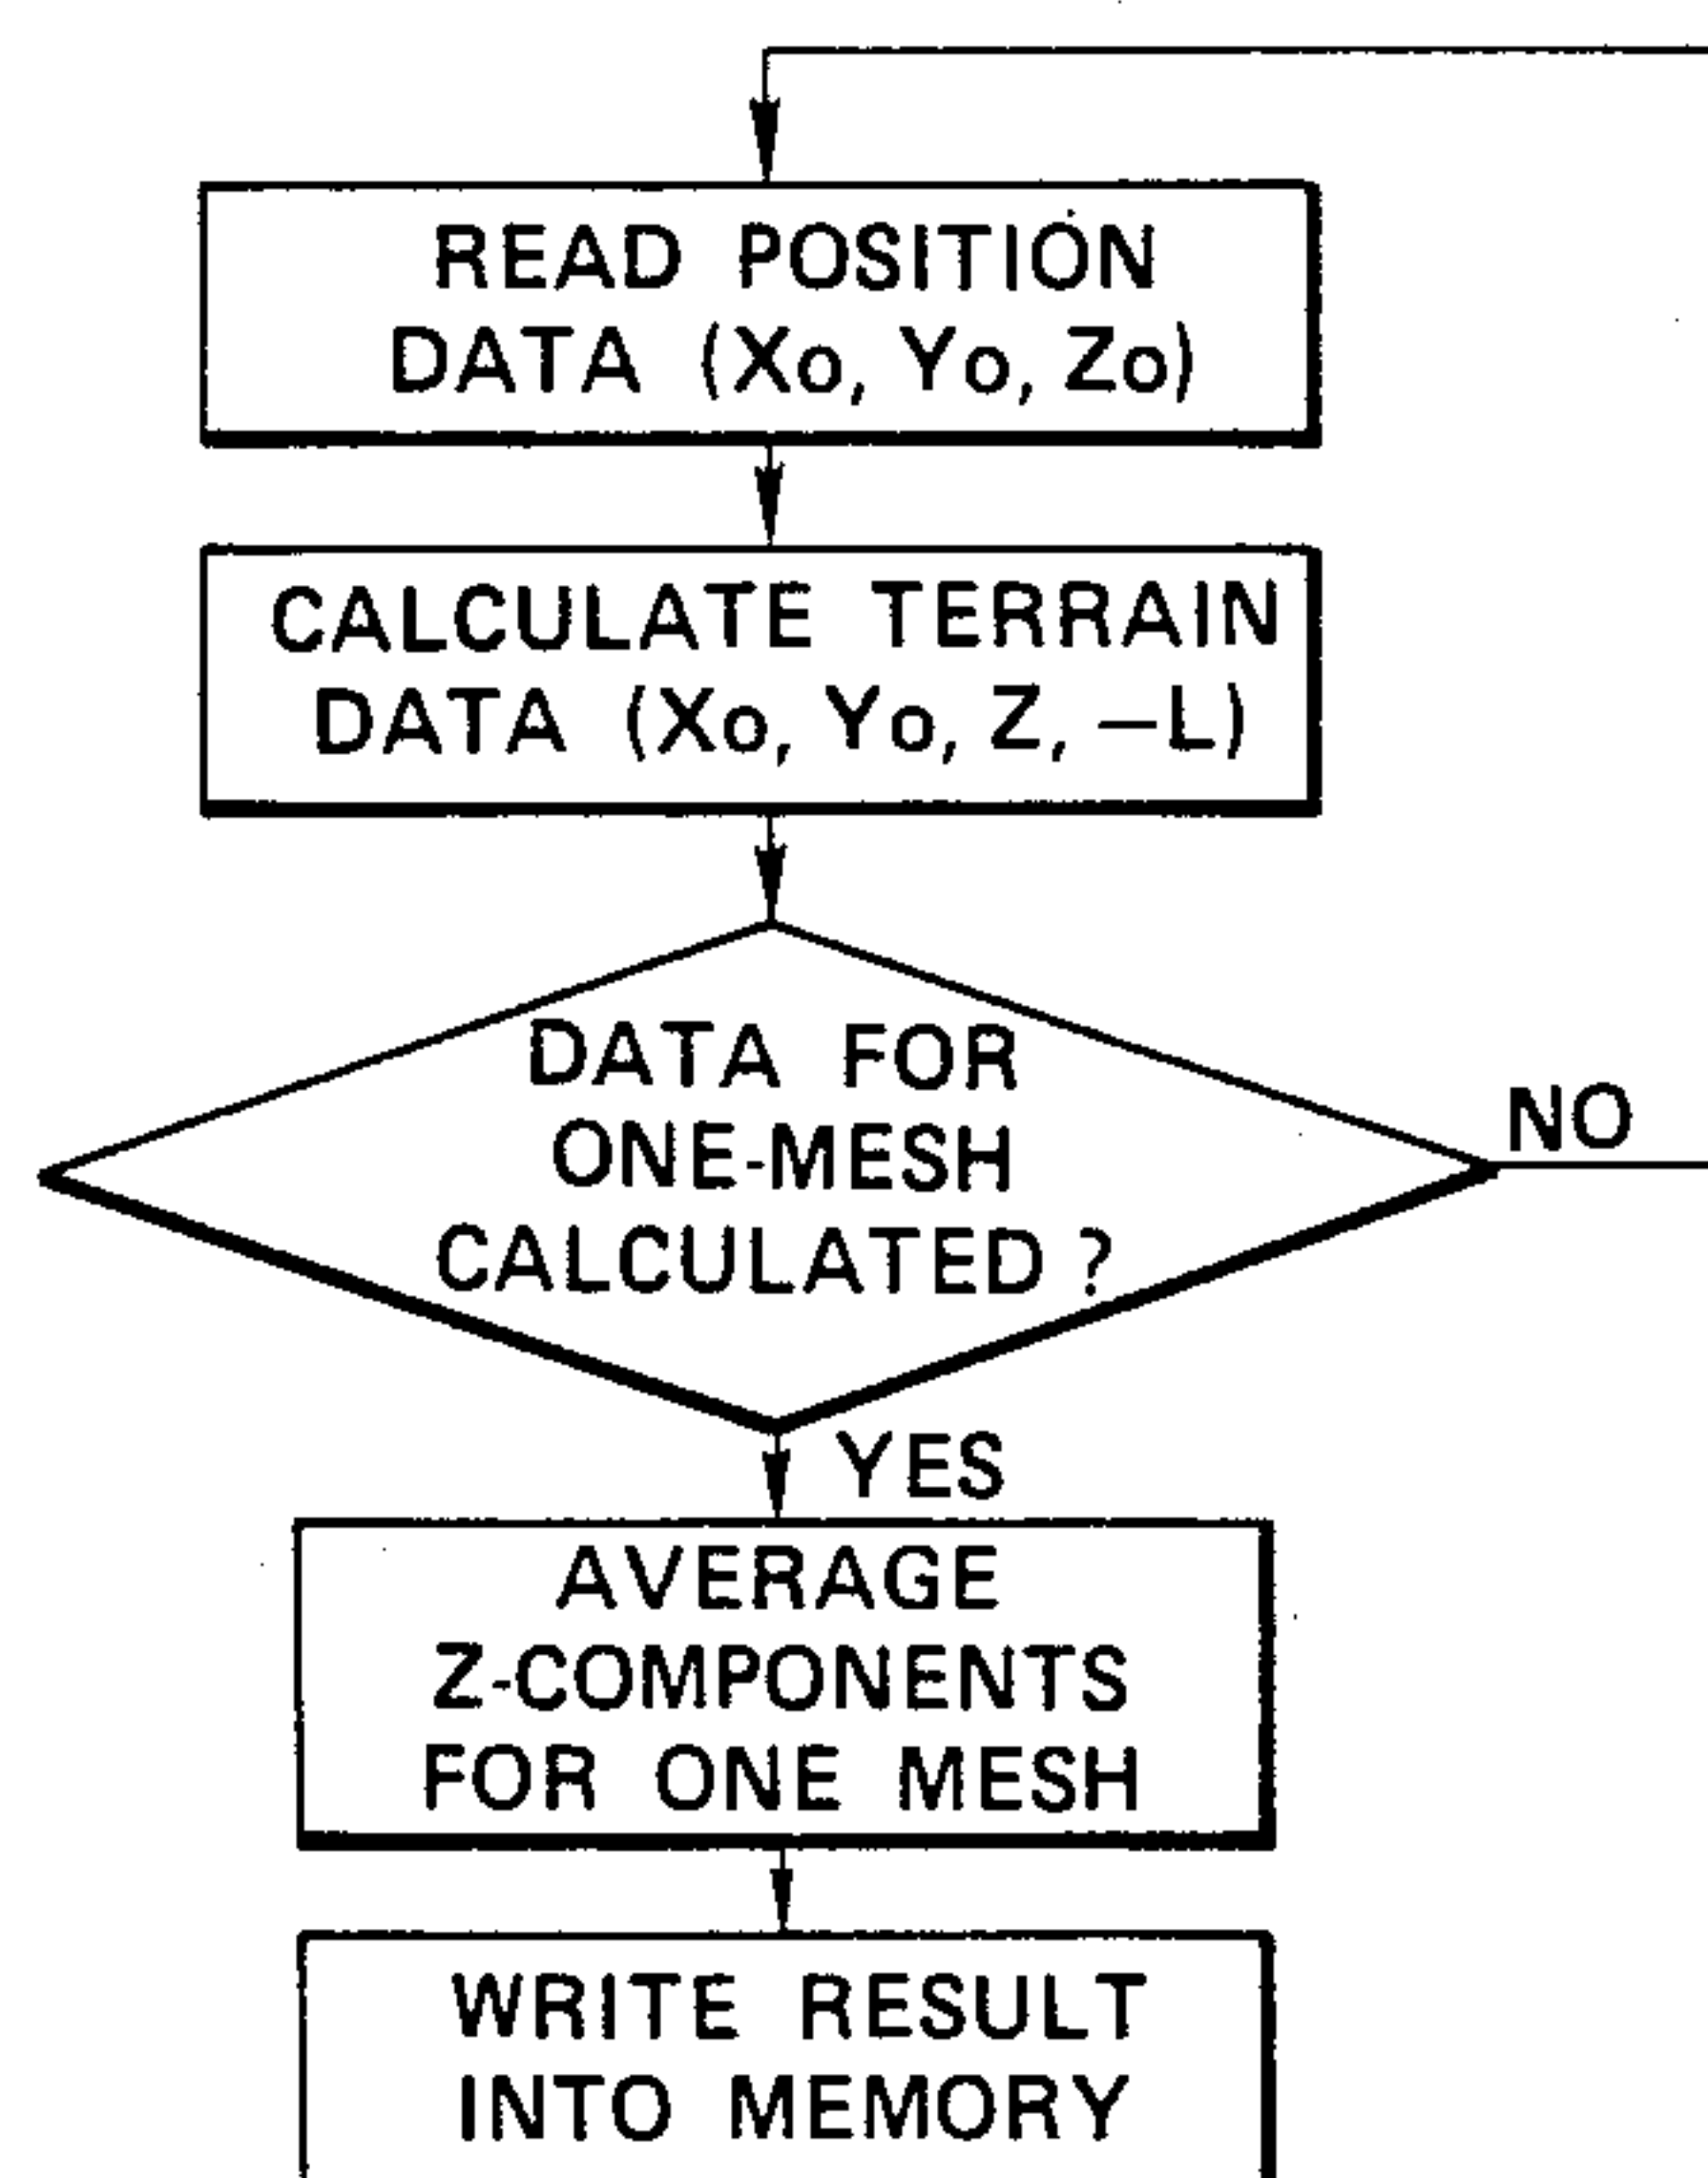 READ POSITION
DATA (Xo, Yo, Zo)
CALCULATE TERRAIN
DATA (Xo, Yo, Z, –L)
DATA FOR
ONE-MESH
CALCULATED ?
NO
YES
AVERAGE
Z-COMPONENTS
FOR ONE MESH
WRITE RESULT
INTO MEMORY